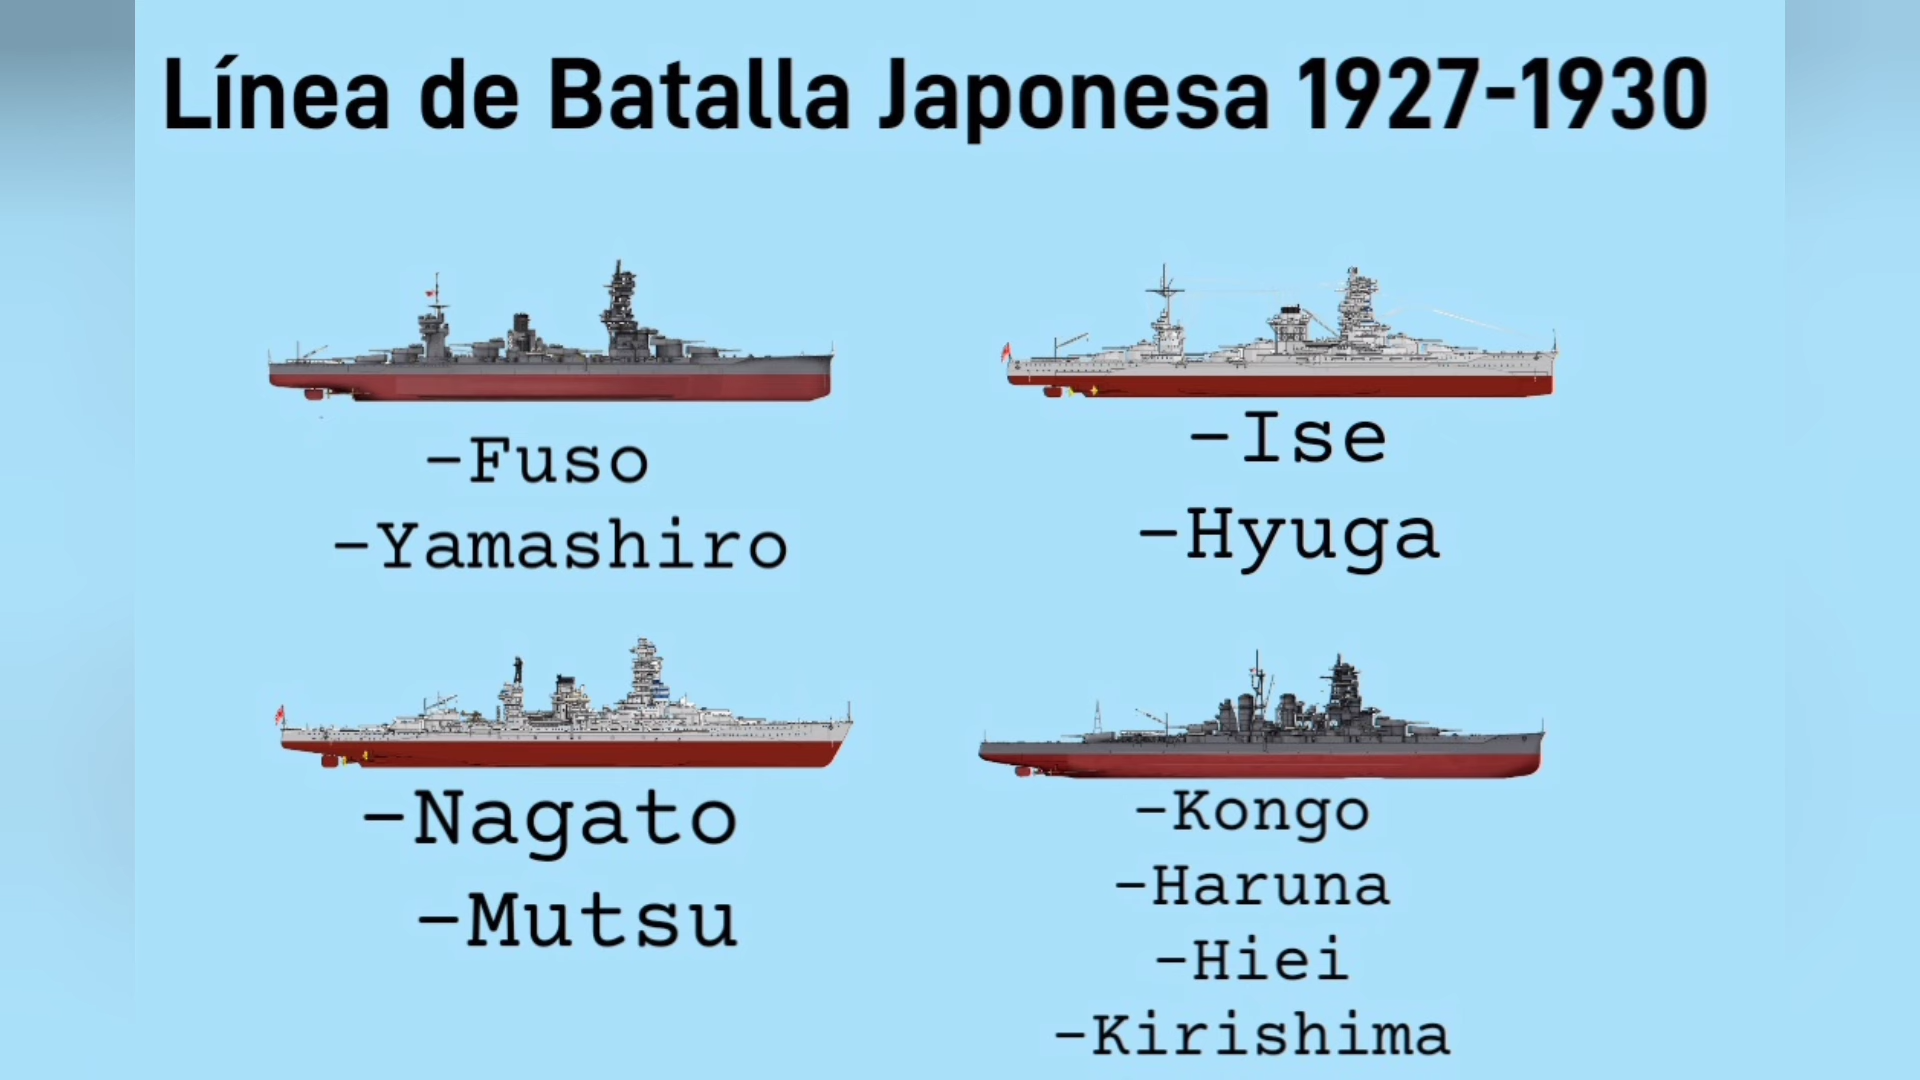 Línea de Batalla Japonesa 1927-1930
-Fuso
-Yamashiro
-Ise
-Hyuga
-Nagato
-Mutsu
-Kongo
-Haruna
-Hiei
-Kirishima